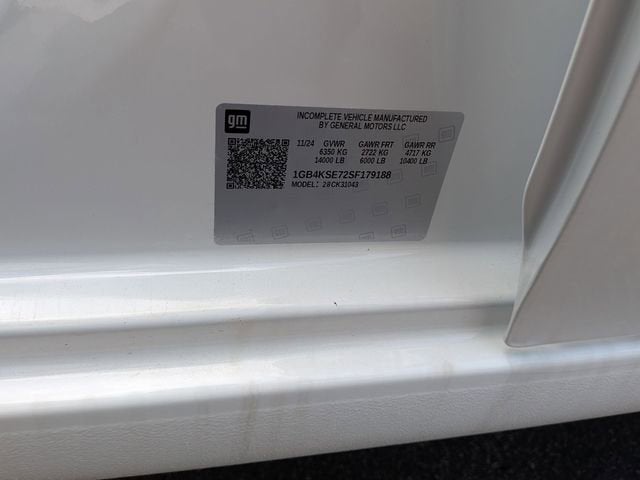 gm
INCOMPLETE VEHICLE MANUFACTURED
BY GENERAL MOTORS LLC
11/24 GVWR GAWR FRT GAWR RR
6350 KG 2722 KG 4717 KG
14000 LB 6000 LB 10400 LB
1GB4KSE72SF179188
MODEL: 28CK31043